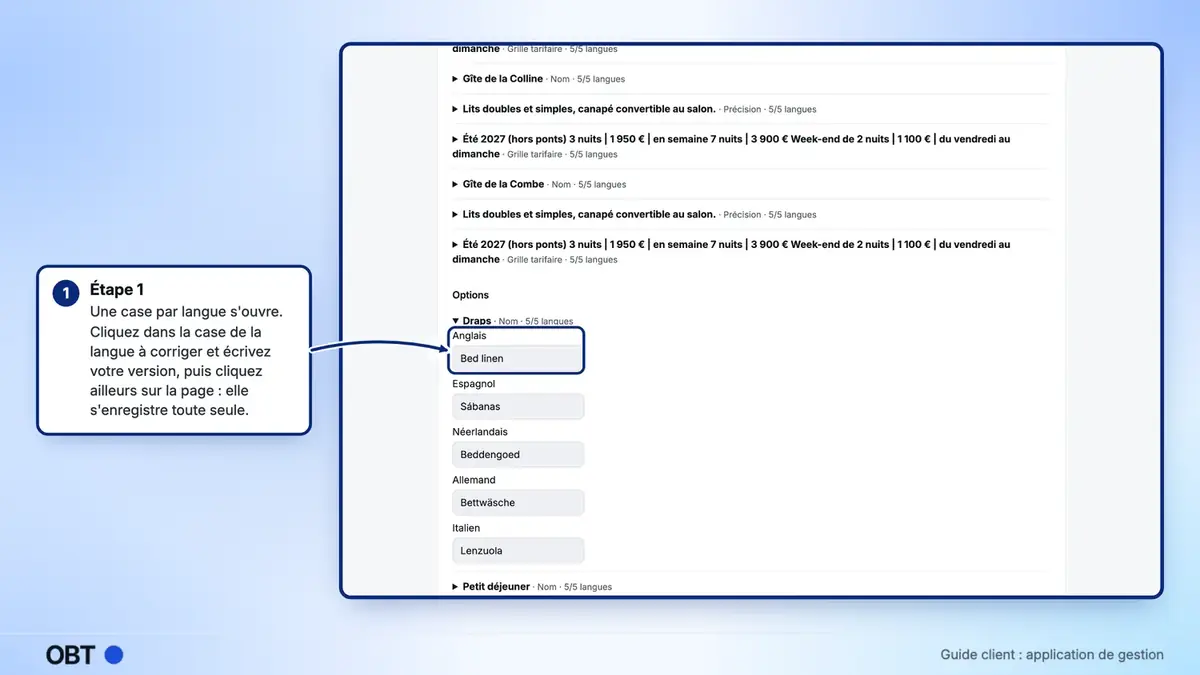 dimanche · Grille tarifaire · 5/5 langues
▶ Gîte de la Colline · Nom · 5/5 langues
▶ Lits doubles et simples, canapé convertible au salon. · Précision · 5/5 langues
▶ Été 2027 (hors ponts) 3 nuits | 1 950 € | en semaine 7 nuits | 3 900 € Week-end de 2 nuits | 1 100 € | du vendredi au
dimanche · Grille tarifaire · 5/5 langues
▶ Gîte de la Combe · Nom · 5/5 langues
▶ Lits doubles et simples, canapé convertible au salon. · Précision · 5/5 langues
▶ Été 2027 (hors ponts) 3 nuits | 1 950 € | en semaine 7 nuits | 3 900 € Week-end de 2 nuits | 1 100 € | du vendredi au
dimanche · Grille tarifaire · 5/5 langues
Options
▼ Draps · Nom · 5/5 langues
Anglais
Bed linen
Espagnol
Sábanas
Néerlandais
Beddengoed
Allemand
Bettwäsche
Italien
Lenzuola
▶ Petit déjeuner · Nom · 5/5 langues
1 Étape 1
Une case par langue s'ouvre.
Cliquez dans la case de la
langue à corriger et écrivez
votre version, puis cliquez
ailleurs sur la page : elle
s'enregistre toute seule.
OBT
Guide client : application de gestion